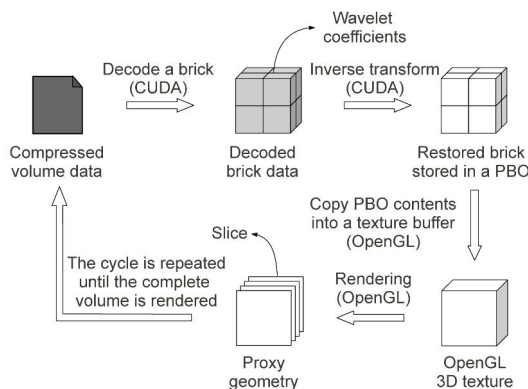 Wavelet
coefficients
Decode a brick
(CUDA)
Inverse transform
(CUDA)
Compressed
volume data
Decoded
brick data
Restored brick
stored in a PBO
Copy PBO contents
into a texture buffer
(OpenGL)
Slice
The cycle is repeated
until the complete
volume is rendered
Rendering
(OpenGL)
Proxy
geometry
OpenGL
3D texture